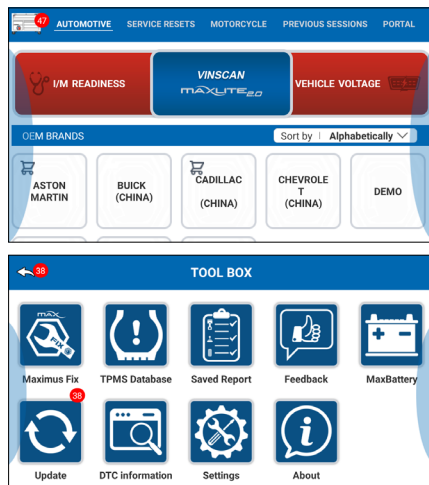 47 AUTOMOTIVE SERVICE RESETS MOTORCYCLE PREVIOUS SESSIONS PORTAL
I/M READINESS
VINSCAN
MAXLITE 2.0
VEHICLE VOLTAGE
OEM BRANDS Sort by | Alphabetically
ASTON
MARTIN
BUICK
(CHINA)
CADILLAC
(CHINA)
CHEVROLE
T
(CHINA)
DEMO
38 TOOL BOX
MAX
FIX
Maximus Fix TPMS Database Saved Report Feedback MaxBattery
38
Update DTC information Settings About